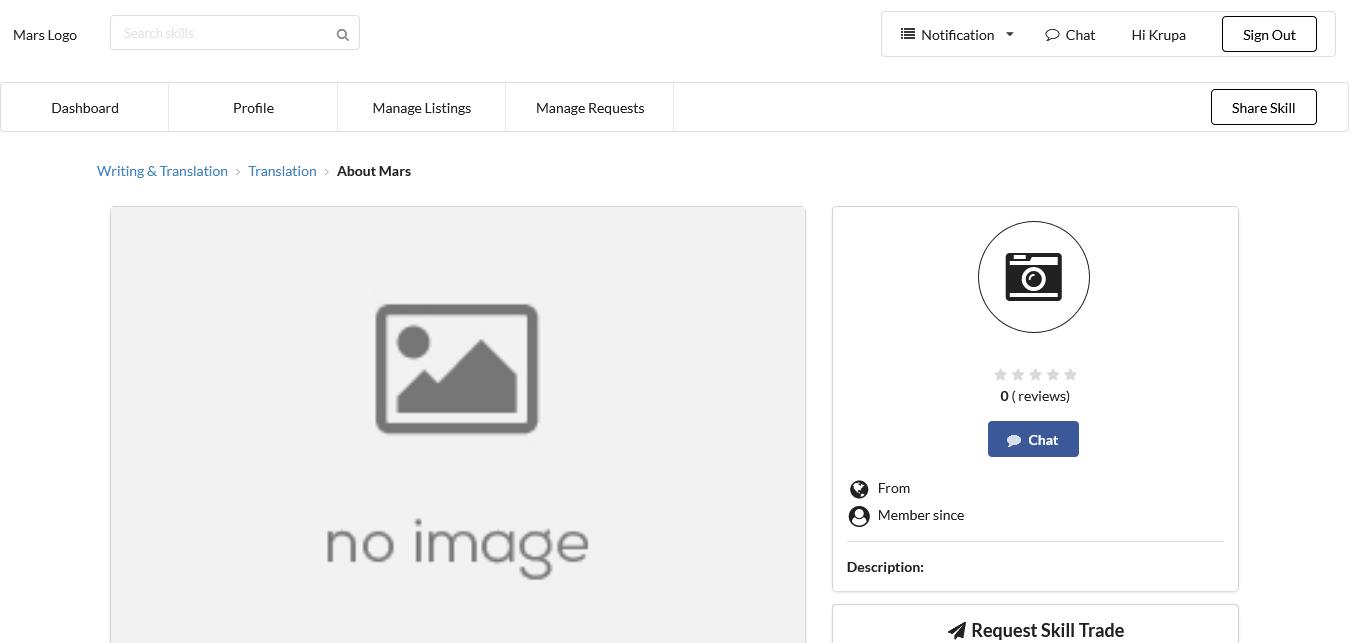 Mars Logo
Search skills
Notification
Chat
Hi Krupa
Sign Out
Dashboard
Profile
Manage Listings
Manage Requests
Share Skill
Writing & Translation
Translation
About Mars
no image
0 ( reviews)
Chat
From
Member since
Description:
Request Skill Trade